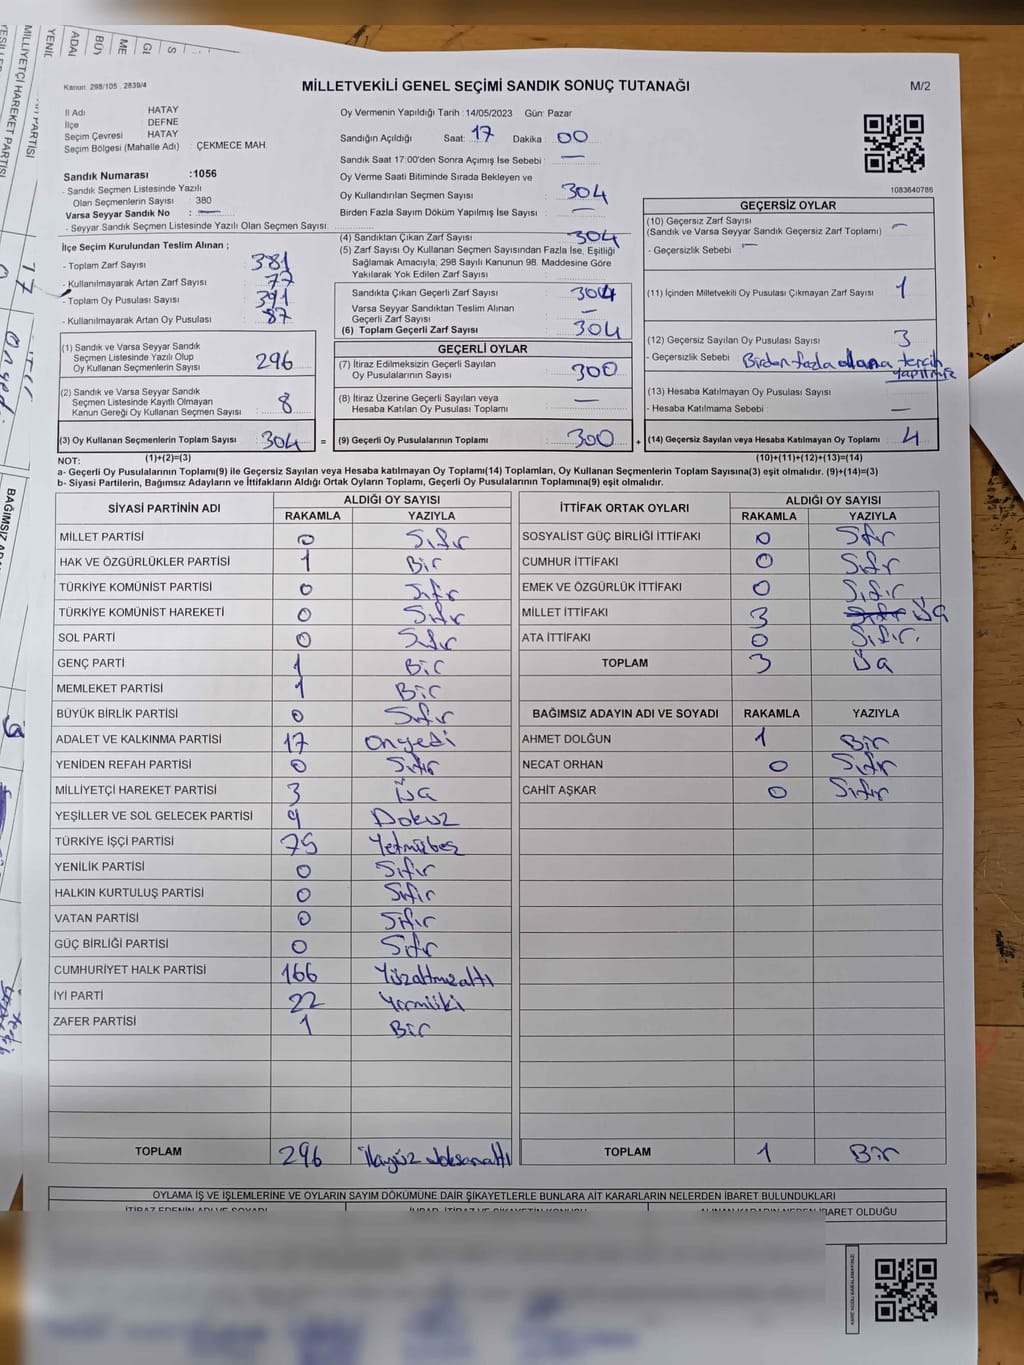 Kanun: 298/105 , 2839/4
MİLLETVEKİLİ GENEL SEÇİMİ SANDIK SONUÇ TUTANAĞI
M/2
İl Adı HATAY
İlçe DEFNE
Seçim Çevresi HATAY
Seçim Bölgesi (Mahalle Adı) : ÇEKMECE MAH.
Sandık Numarası :1056
- Sandık Seçmen Listesinde Yazılı
Olan Seçmenlerin Sayısı : 380
Varsa Seyyar Sandık No : —
- Seyyar Sandık Seçmen Listesinde Yazılı Olan Seçmen Sayısı:
Oy Vermenin Yapıldığı Tarih :14/05/2023 Gün: Pazar
Sandığın Açıldığı Saat: 17 Dakika : 00
Sandık Saat 17:00'den Sonra Açımış İse Sebebi : —
Oy Verme Saati Bitiminde Sırada Bekleyen ve
Oy Kullandırılan Seçmen Sayısı : 304
Birden Fazla Sayım Döküm Yapılmış İse Sayısı : —
1083640786
İlçe Seçim Kurulundan Teslim Alınan ;
- Toplam Zarf Sayısı : 381
- Kullanılmayarak Artan Zarf Sayısı : 77
- Toplam Oy Pusulası Sayısı : 391
- Kullanılmayarak Artan Oy Pusulası : 87
(1) Sandık ve Varsa Seyyar Sandık
Seçmen Listesinde Yazılı Olup
Oy Kullanan Seçmenlerin Sayısı : 296
(2) Sandık ve Varsa Seyyar Sandık
Seçmen Listesinde Kayıtlı Olmayan
Kanun Gereği Oy Kullanan Seçmen Sayısı : 8
(3) Oy Kullanan Seçmenlerin Toplam Sayısı : 304 =
(1)+(2)=(3)
(4) Sandıktan Çıkan Zarf Sayısı : 304
(5) Zarf Sayısı Oy Kullanan Seçmen Sayısından Fazla İse, Eşitliği
Sağlamak Amacıyla; 298 Sayılı Kanunun 98. Maddesine Göre
Yakılarak Yok Edilen Zarf Sayısı :
Sandıkta Çıkan Geçerli Zarf Sayısı : 304
Varsa Seyyar Sandıktan Teslim Alınan
Geçerli Zarf Sayısı : —
(6) Toplam Geçerli Zarf Sayısı : 304
GEÇERLİ OYLAR
(7) İtiraz Edilmeksizin Geçerli Sayılan
Oy Pusulalarının Sayısı : 300
(8) İtiraz Üzerine Geçerli Sayılan veya
Hesaba Katılan Oy Pusulası Toplamı : —
(9) Geçerli Oy Pusulalarının Toplamı : 300 +
GEÇERSİZ OYLAR
(10) Geçersiz Zarf Sayısı
(Sandık ve Varsa Seyyar Sandık Geçersiz Zarf Toplamı) : —
- Geçersizlik Sebebi : —
(11) İçinden Milletvekili Oy Pusulası Çıkmayan Zarf Sayısı : 1
(12) Geçersiz Sayılan Oy Pusulası Sayısı : 3
- Geçersizlik Sebebi : Birden fazla alana tercih
yapılmış
(13) Hesaba Katılmayan Oy Pusulası Sayısı :
- Hesaba Katılmama Sebebi : —
(14) Geçersiz Sayılan veya Hesaba Katılmayan Oy Toplamı : 4
(10)+(11)+(12)+(13)=(14)
NOT:
a- Geçerli Oy Pusulalarının Toplamı(9) ile Geçersiz Sayılan veya Hesaba katılmayan Oy Toplamı(14) Toplamları, Oy Kullanan Seçmenlerin Toplam Sayısına(3) eşit olmalıdır. (9)+(14)=(3)
b- Siyasi Partilerin, Bağımsız Adayların ve İttifakların Aldığı Ortak Oyların Toplamı, Geçerli Oy Pusulalarının Toplamına(9) eşit olmalıdır.
SİYASİ PARTİNİN ADI ALDIĞI OY SAYISI
RAKAMLA YAZIYLA
MİLLET PARTİSİ 0 Sıfır
HAK VE ÖZGÜRLÜKLER PARTİSİ 1 Bir
TÜRKİYE KOMÜNİST PARTİSİ 0 Sıfır
TÜRKİYE KOMÜNİST HAREKETİ 0 Sıfır
SOL PARTİ 0 Sıfır
GENÇ PARTİ 1 Bir
MEMLEKET PARTİSİ 1 Bir
BÜYÜK BİRLİK PARTİSİ 0 Sıfır
ADALET VE KALKINMA PARTİSİ 17 Onyedi
YENİDEN REFAH PARTİSİ 0 Sıfır
MİLLİYETÇİ HAREKET PARTİSİ 3 Üç
YEŞİLLER VE SOL GELECEK PARTİSİ 9 Dokuz
TÜRKİYE İŞÇİ PARTİSİ 75 Yetmişbeş
YENİLİK PARTİSİ 0 Sıfır
HALKIN KURTULUŞ PARTİSİ 0 Sıfır
VATAN PARTİSİ 0 Sıfır
GÜÇ BİRLİĞİ PARTİSİ 0 Sıfır
CUMHURİYET HALK PARTİSİ 166 Yüzaltmışaltı
İYİ PARTİ 22 Yirmiiki
ZAFER PARTİSİ 1 Bir
TOPLAM 296 İkiyüz doksanaltı
İTTİFAK ORTAK OYLARI ALDIĞI OY SAYISI
RAKAMLA YAZIYLA
SOSYALİST GÜÇ BİRLİĞİ İTTİFAKI 0 Sıfır
CUMHUR İTTİFAKI 0 Sıfır
EMEK VE ÖZGÜRLÜK İTTİFAKI 0 Sıfır
MİLLET İTTİFAKI 3 Sıfır Üç
ATA İTTİFAKI 0 Sıfır.
TOPLAM 3 Üç
BAĞIMSIZ ADAYIN ADI VE SOYADI RAKAMLA YAZIYLA
AHMET DOLĞUN 1 Bir
NECAT ORHAN 0 Sıfır
CAHİT AŞKAR 0 Sıfır
TOPLAM 1 Bir
OYLAMA İŞ VE İŞLEMLERİNE VE OYLARIN SAYIM DÖKÜMÜNE DAİR ŞİKAYETLERLE BUNLARA AİT KARARLARIN NELERDEN İBARET BULUNDUKLARI
İTİRAZ EDENİN ADI VE SOYADI
İBARET OLDUĞU